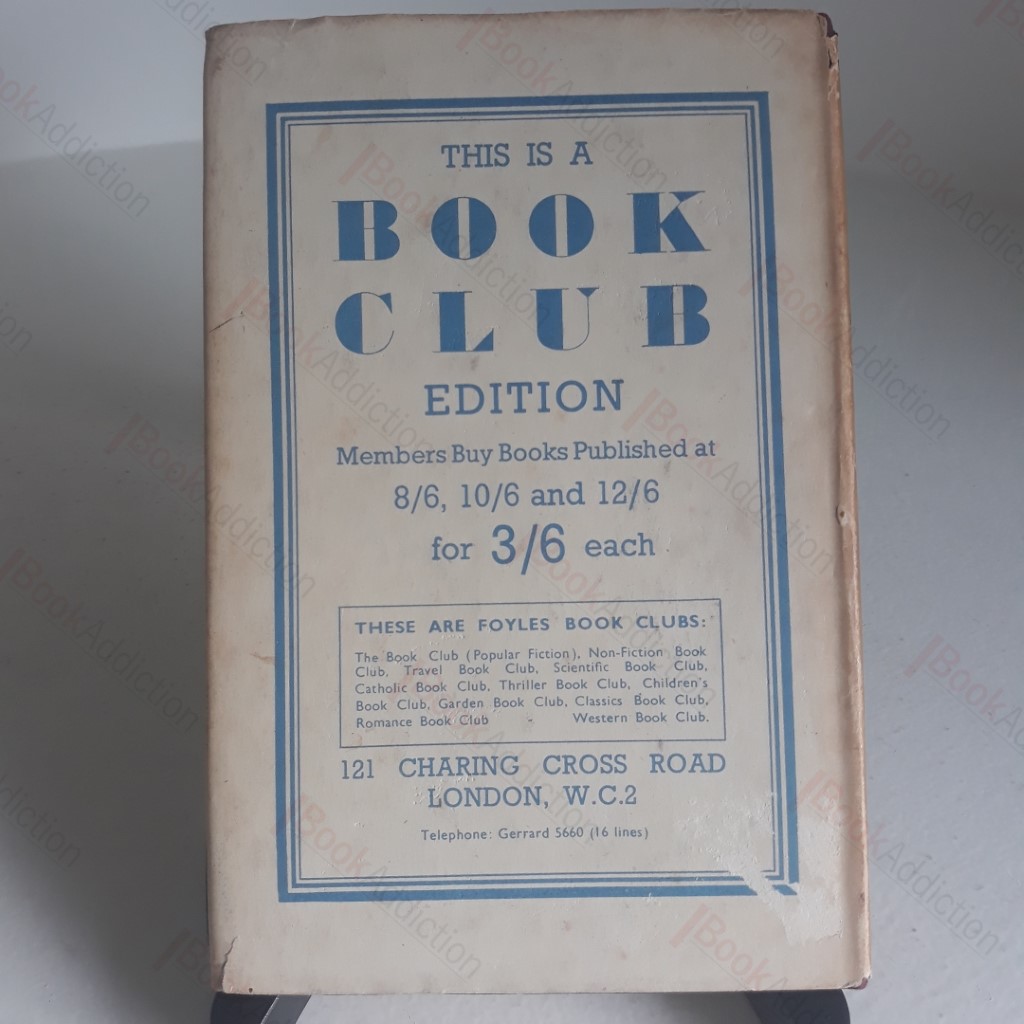 THIS IS A
BOOK
CLUB
EDITION
Members Buy Books Published at
8/6, 10/6 and 12/6
for 3/6 each
THESE ARE FOYLES BOOK CLUBS:
The Book Club (Popular Fiction), Non-Fiction Book
Club, Travel Book Club, Scientific Book Club,
Catholic Book Club, Thriller Book Club, Children's
Book Club, Garden Book Club, Classics Book Club,
Romance Book Club Western Book Club.
121 CHARING CROSS ROAD
LONDON, W.C.2
Telephone: Gerrard 5660 (16 lines)
BookAddiction